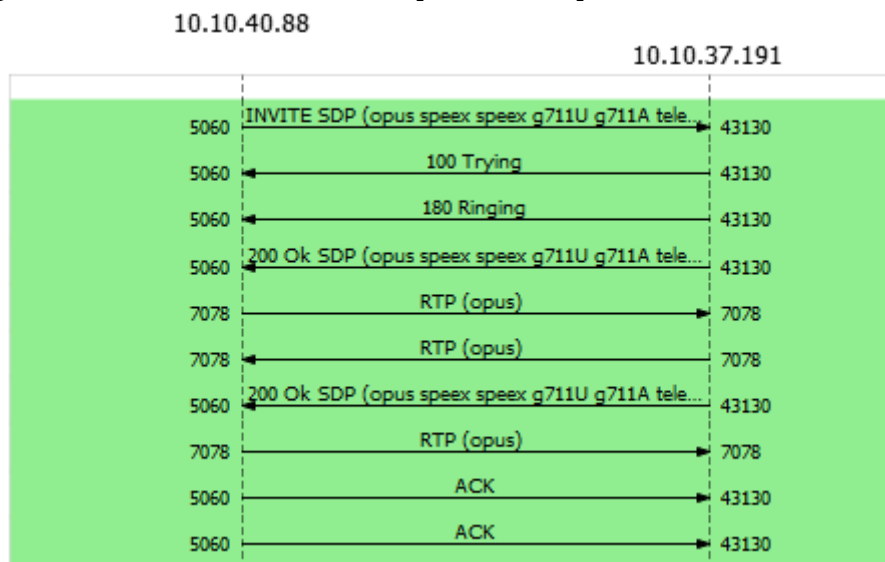 10.10.40.88
10.10.37.191
5060 INVITE SDP (opus speex speex g711U g711A tele... 43130
5060 100 Trying 43130
5060 180 Ringing 43130
5060 200 Ok SDP (opus speex speex g711U g711A tele... 43130
7078 RTP (opus) 7078
7078 RTP (opus) 7078
5060 200 Ok SDP (opus speex speex g711U g711A tele... 43130
7078 RTP (opus) 7078
5060 ACK 43130
5060 ACK 43130